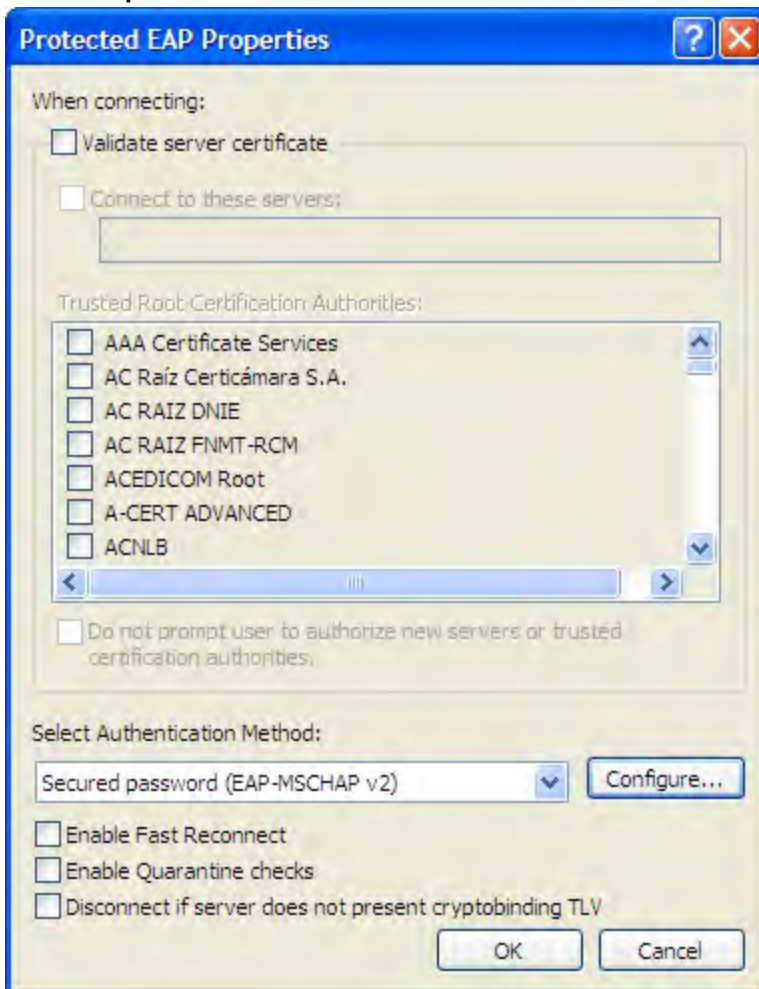 Protected EAP Properties
When connecting:
Validate server certificate
Connect to these servers:
Trusted Root Certification Authorities:
AAA Certificate Services
AC Raíz Certicámara S.A.
AC RAIZ DNIE
AC RAIZ FNMT-RCM
ACEDICOM Root
A-CERT ADVANCED
ACNLB
Do not prompt user to authorize new servers or trusted
certification authorities.
Select Authentication Method:
Secured password (EAP-MSCHAP v2)
Configure...
Enable Fast Reconnect
Enable Quarantine checks
Disconnect if server does not present cryptobinding TLV
OK
Cancel